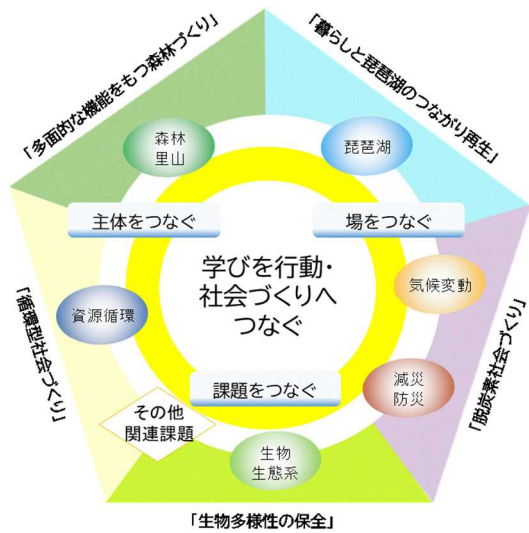 「多面的な機能をもつ森林づくり」
「暮らしと琵琶湖のつながり再生」
森林
里山
琵琶湖
主体をつなぐ
場をつなぐ
学びを行動・
社会づくりへ
つなぐ
気候変動
資源循環
「循環型社会づくり」
「脱炭素社会づくり」
減災
防災
課題をつなぐ
その他
関連課題
生物
生態系
「生物多様性の保全」